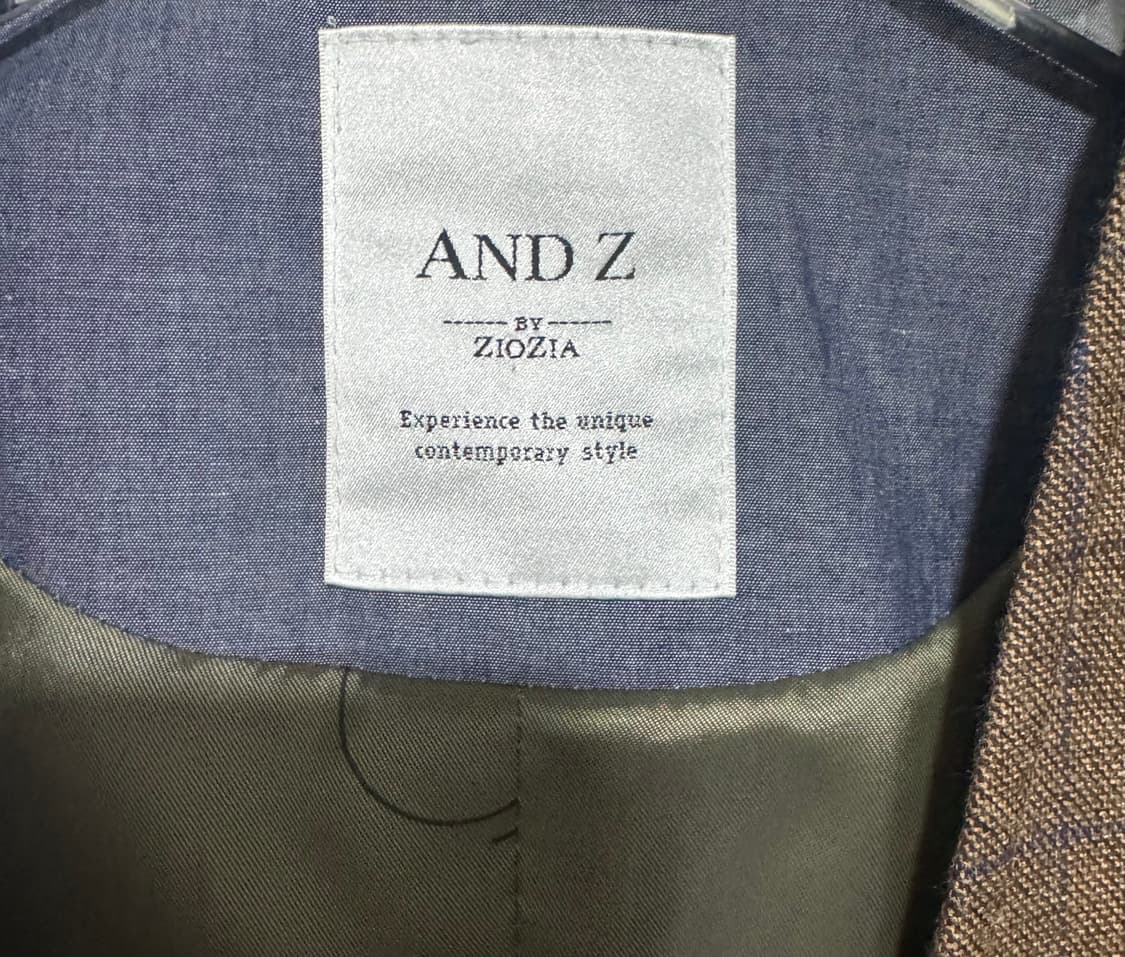 AND Z
BY
ZIOZIA
Experience the unique
contemporary style